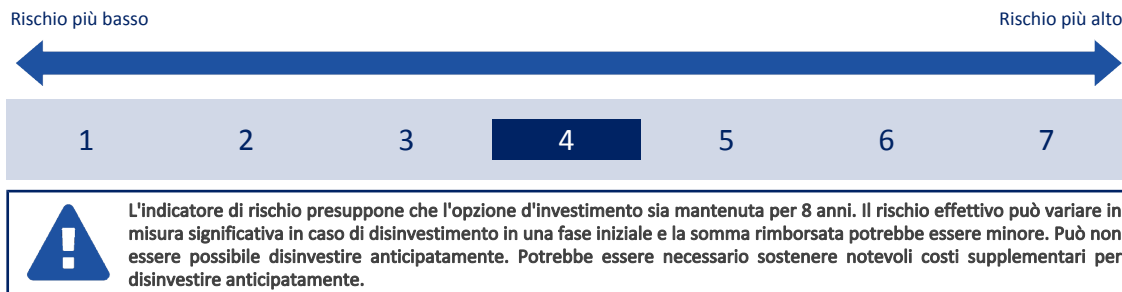 Rischio più basso Rischio più alto
1 2 3 4 5 6 7
L'indicatore di rischio presuppone che l'opzione d'investimento sia mantenuta per 8 anni. Il rischio effettivo può variare in
misura significativa in caso di disinvestimento in una fase iniziale e la somma rimborsata potrebbe essere minore. Può non
essere possibile disinvestire anticipatamente. Potrebbe essere necessario sostenere notevoli costi supplementari per
disinvestire anticipatamente.